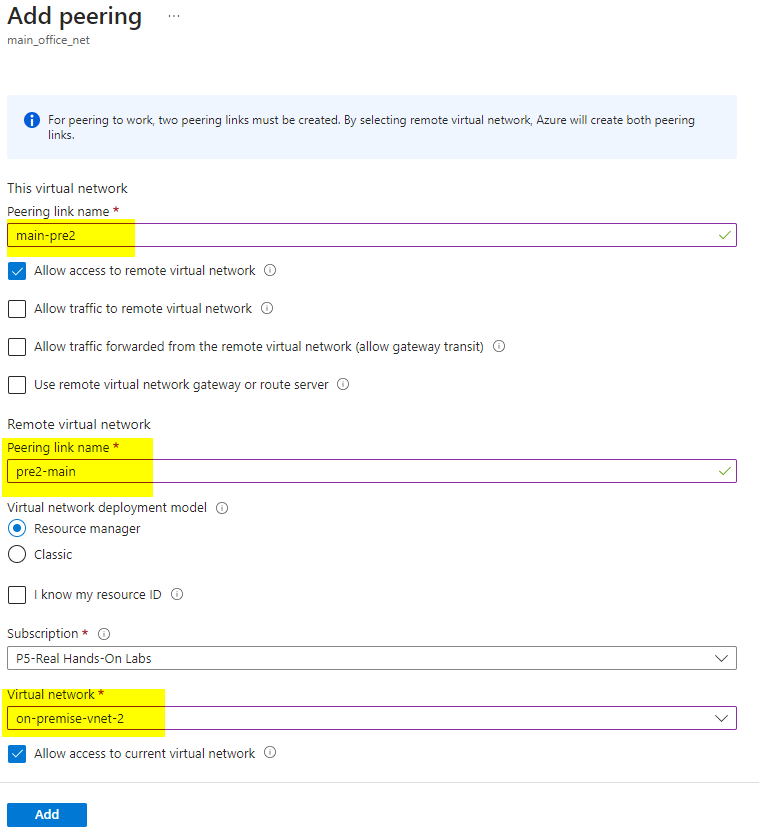 Add peering ...
main_office_net
For peering to work, two peering links must be created. By selecting remote virtual network, Azure will create both peering
links.
This virtual network
Peering link name *
main-pre2
Allow access to remote virtual network
Allow traffic to remote virtual network
Allow traffic forwarded from the remote virtual network (allow gateway transit)
Use remote virtual network gateway or route server
Remote virtual network
Peering link name *
pre2-main
Virtual network deployment model
Resource manager
Classic
I know my resource ID
Subscription *
P5-Real Hands-On Labs
Virtual network *
on-premise-vnet-2
Allow access to current virtual network
Add